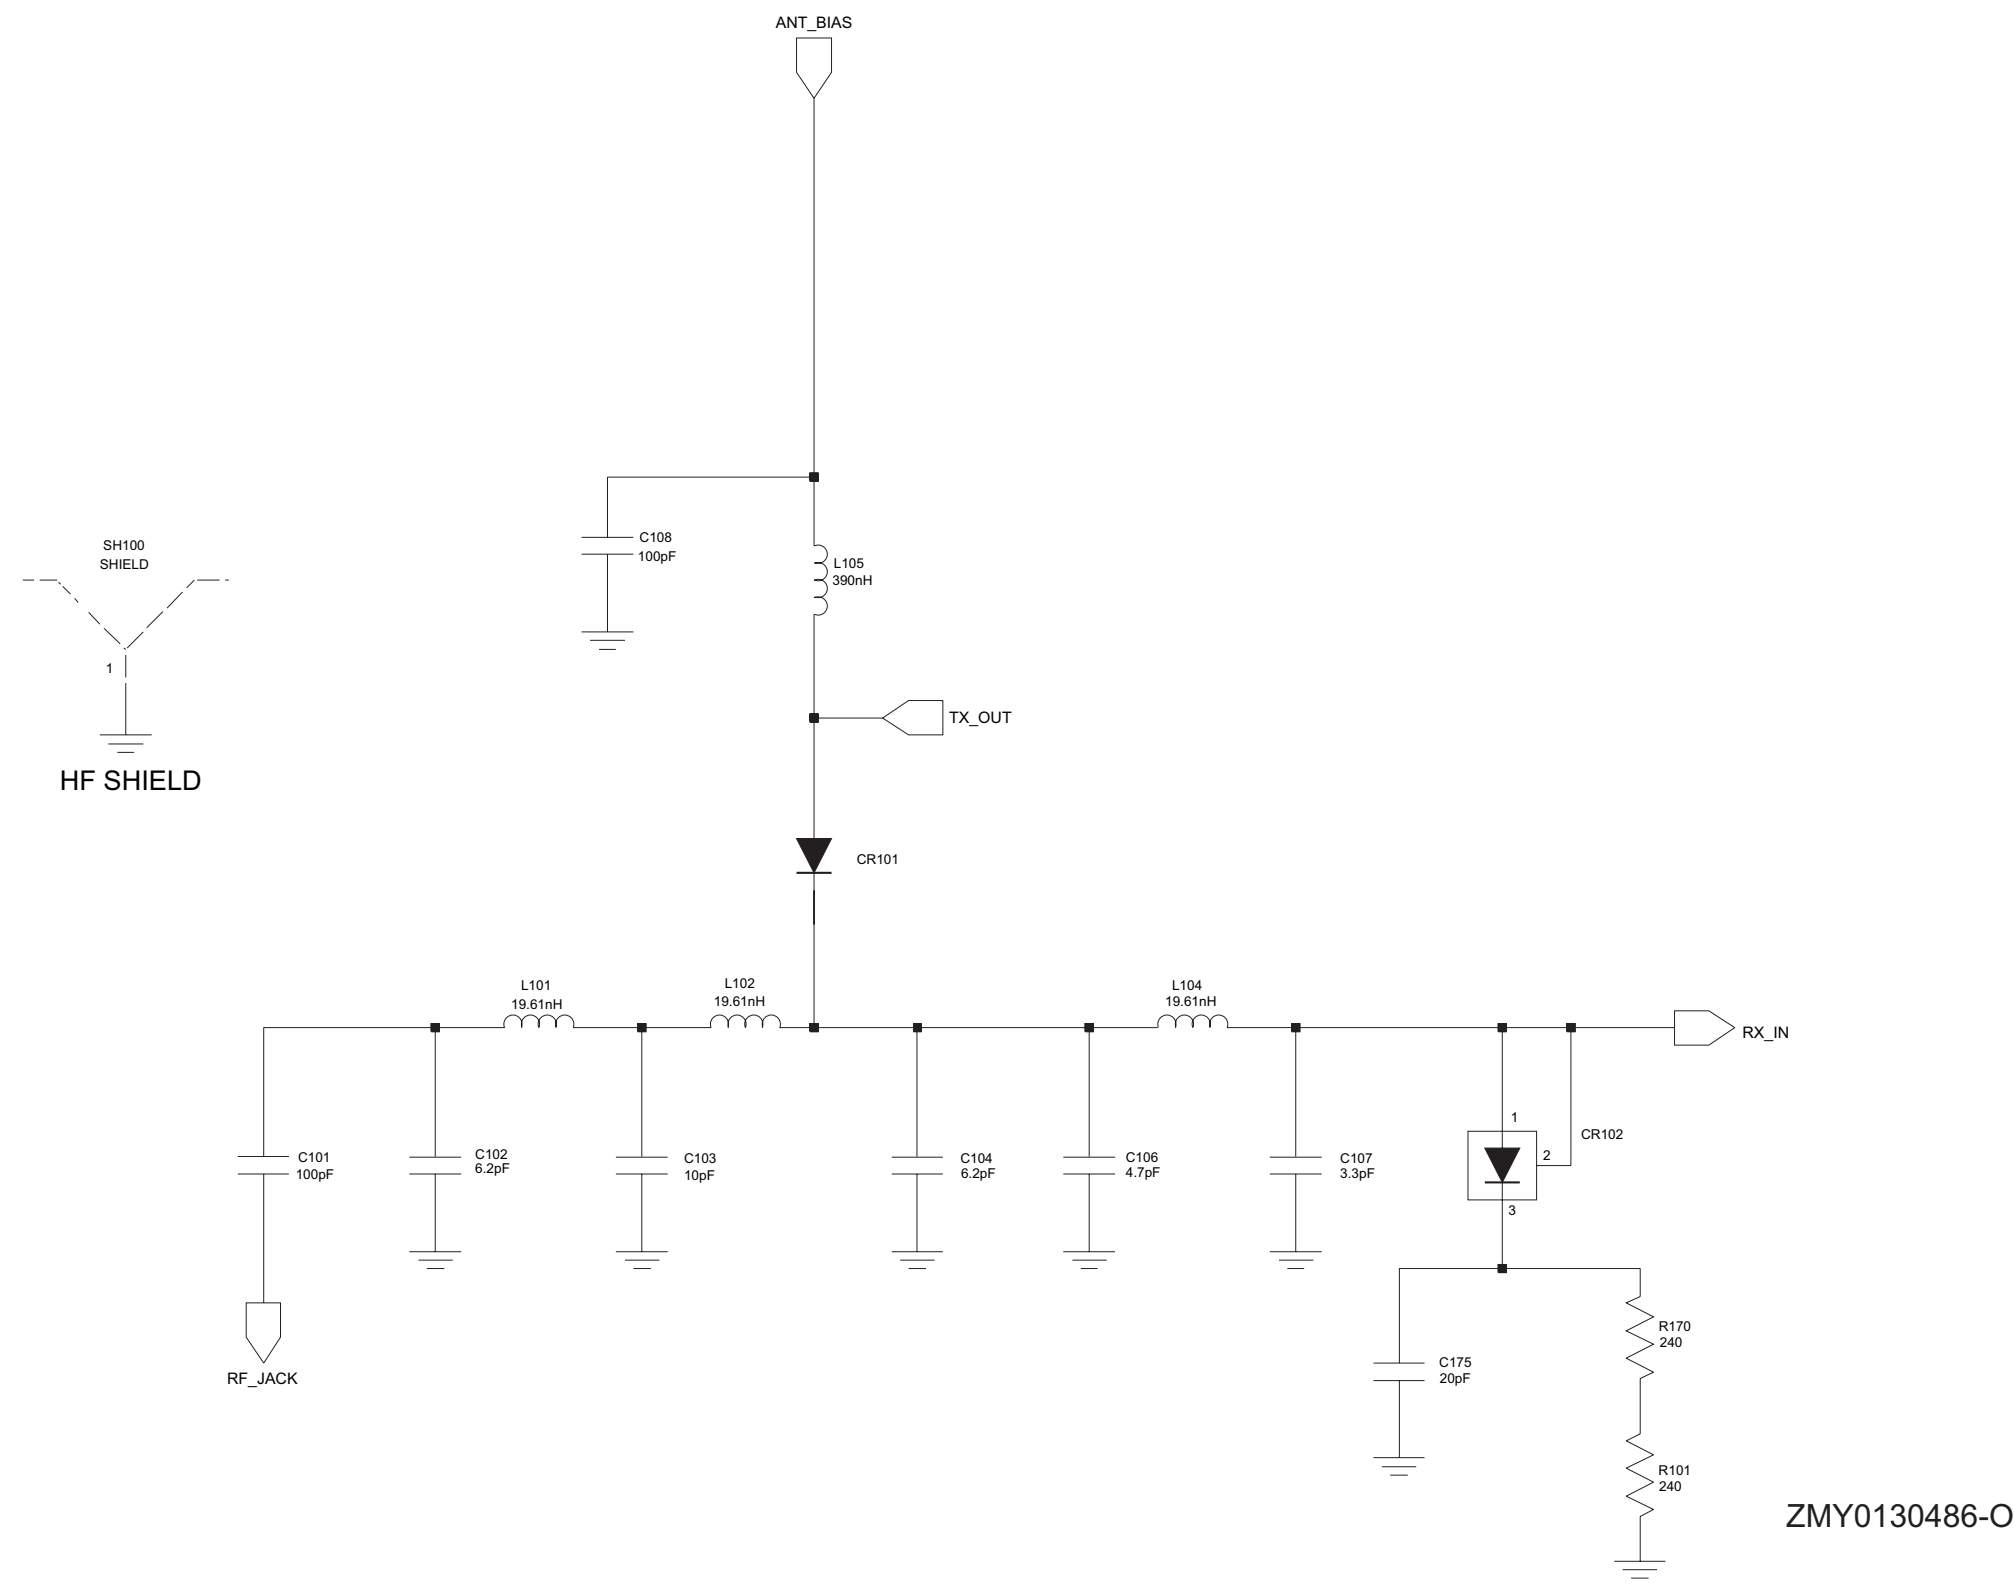 ANT_BIAS
C108
100pF
L105
390nH
SH100
SHIELD
1
HF SHIELD
TX_OUT
CR101
L101
19.61nH
L102
19.61nH
L104
19.61nH
RX_IN
C101
100pF
C102
6.2pF
C103
10pF
C104
6.2pF
C106
4.7pF
C107
3.3pF
1
2
3
CR102
RF_JACK
C175
20pF
R170
240
R101
240
ZMY0130486-O